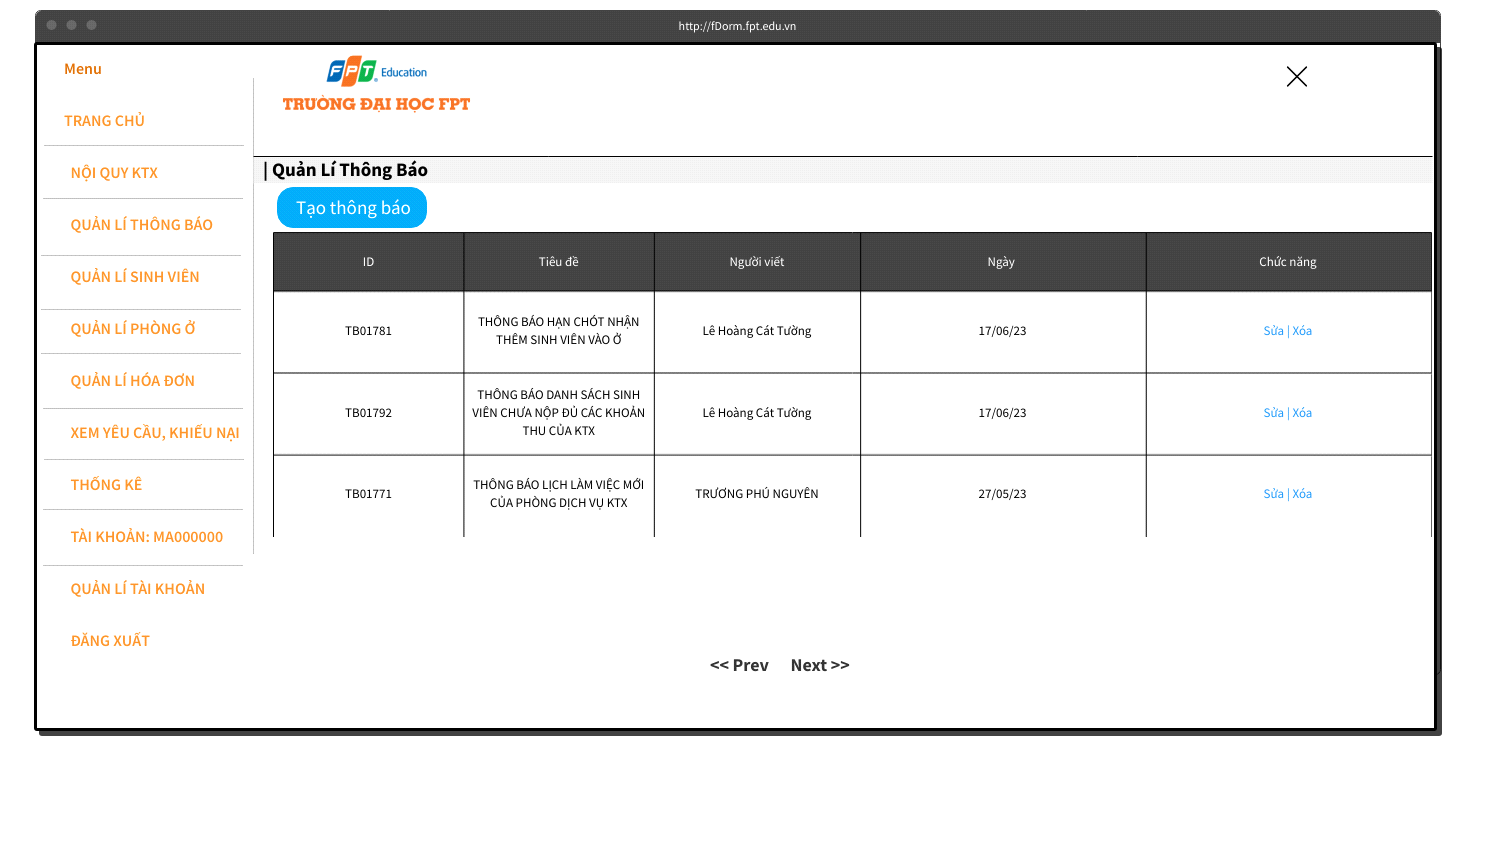 http://fDorm.fpt.edu.vn
Menu
TRANG CHỦ
NỘI QUY KTX
QUẢN LÍ THÔNG BÁO
QUẢN LÍ SINH VIÊN
QUẢN LÍ PHÒNG Ở
QUẢN LÍ HÓA ĐƠN
XEM YÊU CẦU, KHIẾU NẠI
THỐNG KÊ
TÀI KHOẢN: MA000000
QUẢN LÍ TÀI KHOẢN
ĐĂNG XUẤT
FPT Education
TRƯỜNG ĐẠI HỌC FPT
| Quản Lí Thông Báo
Tạo thông báo
ID Tiêu đề Người viết Ngày Chức năng
TB01781
THÔNG BÁO HẠN CHÓT NHẬN
THÊM SINH VIÊN VÀO Ở
Lê Hoàng Cát Tường
17/06/23
Sửa | Xóa
TB01792
THÔNG BÁO DANH SÁCH SINH
VIÊN CHƯA NỘP ĐỦ CÁC KHOẢN
THU CỦA KTX
Lê Hoàng Cát Tường
17/06/23
Sửa | Xóa
TB01771
THÔNG BÁO LỊCH LÀM VIỆC MỚI
CỦA PHÒNG DỊCH VỤ KTX
TRƯƠNG PHÚ NGUYÊN
27/05/23
Sửa | Xóa
<< Prev Next >>